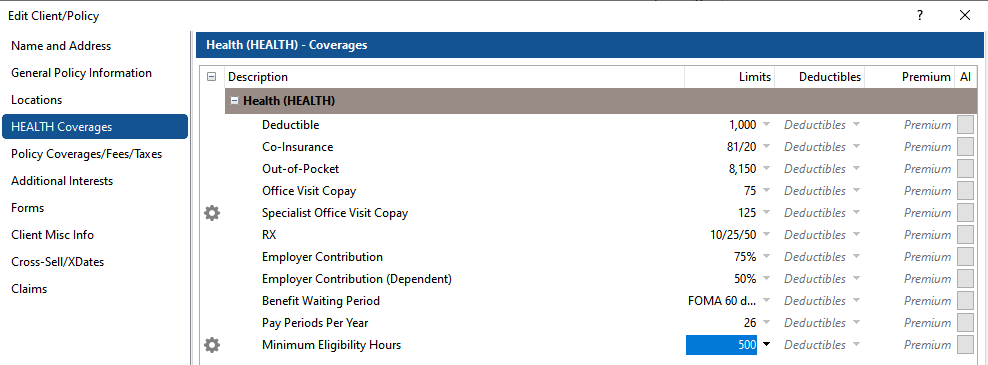 Edit Client/Policy
?
Name and Address
General Policy Information
Locations
HEALTH Coverages
Policy Coverages/Fees/Taxes
Additional Interests
Forms
Client Misc Info
Cross-Sell/XDates
Claims
Health (HEALTH) - Coverages
Description Limits Deductibles Premium AI
Health (HEALTH)
Deductible 1,000 Deductibles Premium
Co-Insurance 81/20 Deductibles Premium
Out-of-Pocket 8,150 Deductibles Premium
Office Visit Copay 75 Deductibles Premium
Specialist Office Visit Copay 125 Deductibles Premium
RX 10/25/50 Deductibles Premium
Employer Contribution 75% Deductibles Premium
Employer Contribution (Dependent) 50% Deductibles Premium
Benefit Waiting Period FOMA 60 d... Deductibles Premium
Pay Periods Per Year 26 Deductibles Premium
Minimum Eligibility Hours 500 Deductibles Premium